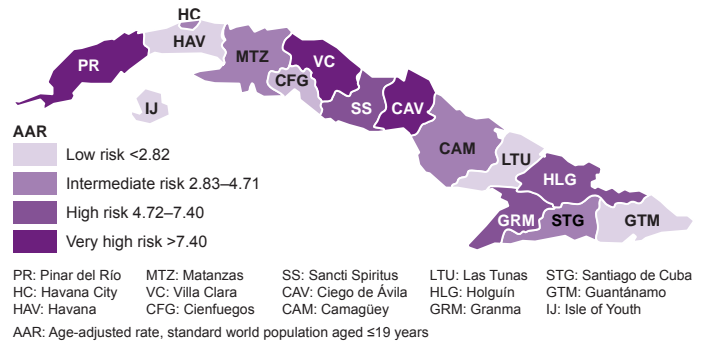 HC
HAV
PR
MTZ
VC
CFG
IJ
SS
CAV
CAM
LTU
HLG
GRM
STG
GTM
AAR
Low risk <2.82
Intermediate risk 2.83–4.71
High risk 4.72–7.40
Very high risk >7.40
PR: Pinar del Río MTZ: Matanzas SS: Sancti Spiritus LTU: Las Tunas STG: Santiago de Cuba
HC: Havana City VC: Villa Clara CAV: Ciego de Ávila HLG: Holguín GTM: Guantánamo
HAV: Havana CFG: Cienfuegos CAM: Camagüey GRM: Granma IJ: Isle of Youth
AAR: Age-adjusted rate, standard world population aged ≤19 years